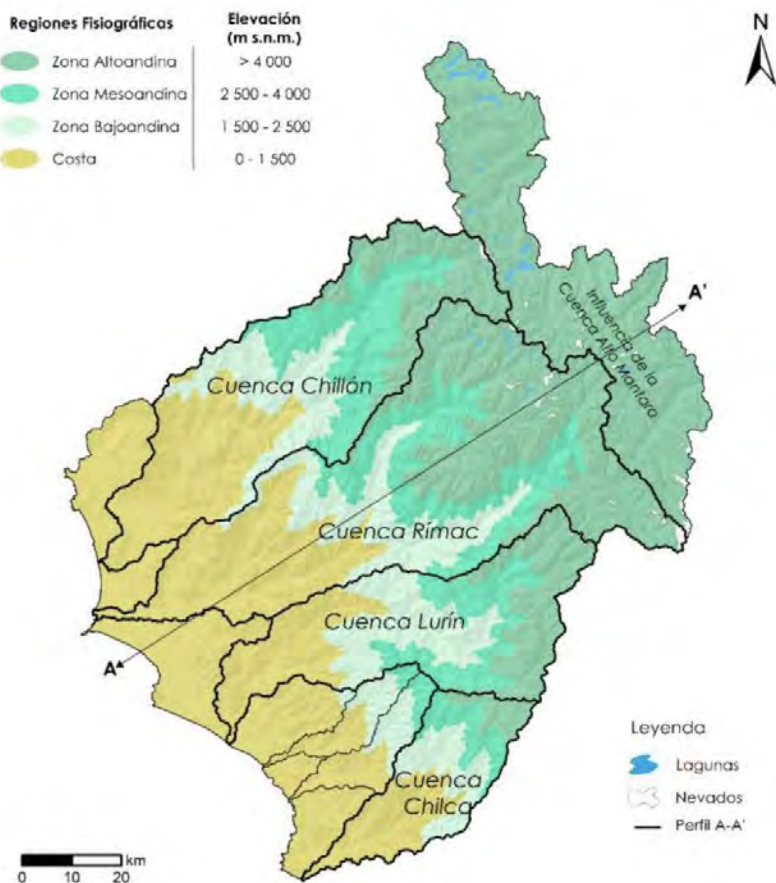 Regiones Fisiográficas Elevación
(m s.n.m.)
Zona Altoandina > 4 000
Zona Mesoandina 2 500 - 4 000
Zona Bajoandina 1 500 - 2 500
Costa 0 - 1 500
N
A'
Influencia de la
Cuenca Alto Mantaro
Cuenca Chillón
Cuenca Rímac
Cuenca Lurín
A
Cuenca
Chilca
Leyenda
Lagunas
Nevados
Perfil A-A'
km
0 10 20